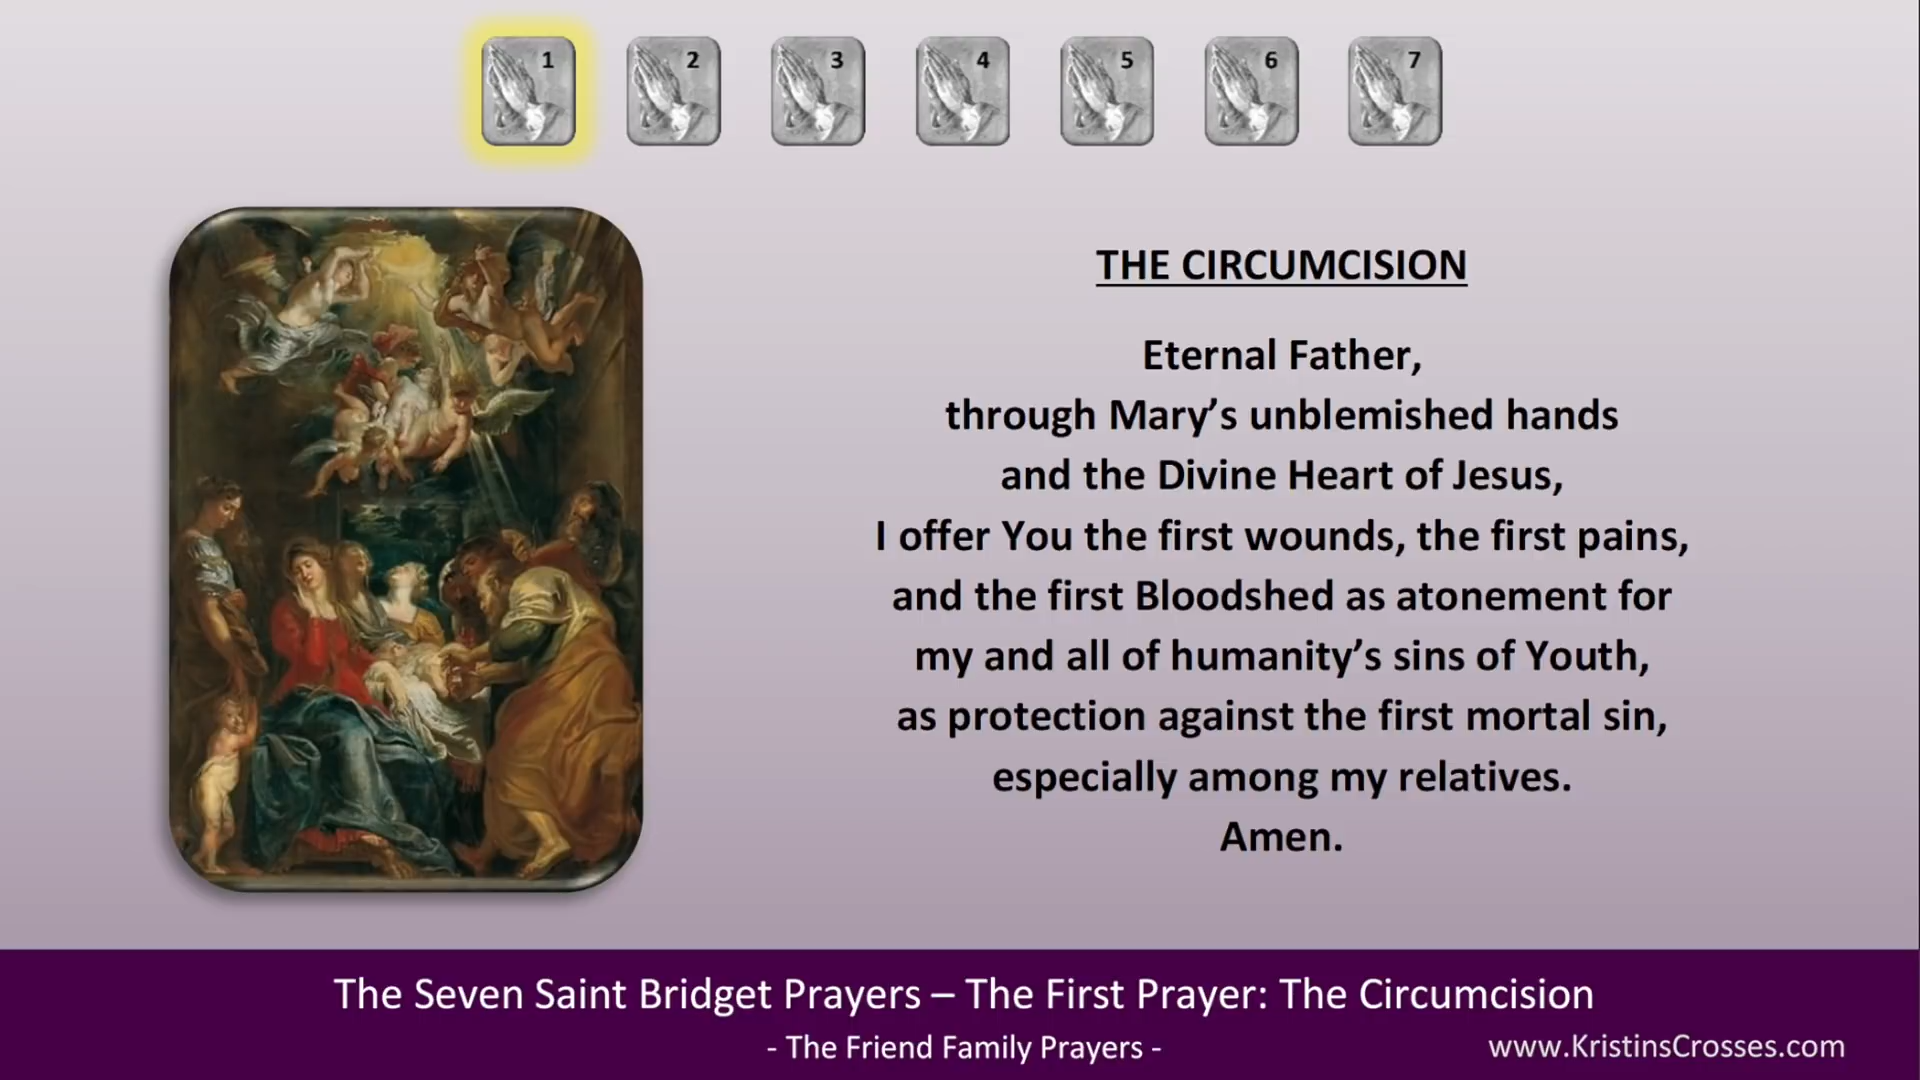 1
2
3
4
5
6
7
THE CIRCUMCISION
Eternal Father,
through Mary’s unblemished hands
and the Divine Heart of Jesus,
I offer You the first wounds, the first pains,
and the first Bloodshed as atonement for
my and all of humanity’s sins of Youth,
as protection against the first mortal sin,
especially among my relatives.
Amen.
The Seven Saint Bridget Prayers – The First Prayer: The Circumcision
- The Friend Family Prayers -
www.KristinsCrosses.com